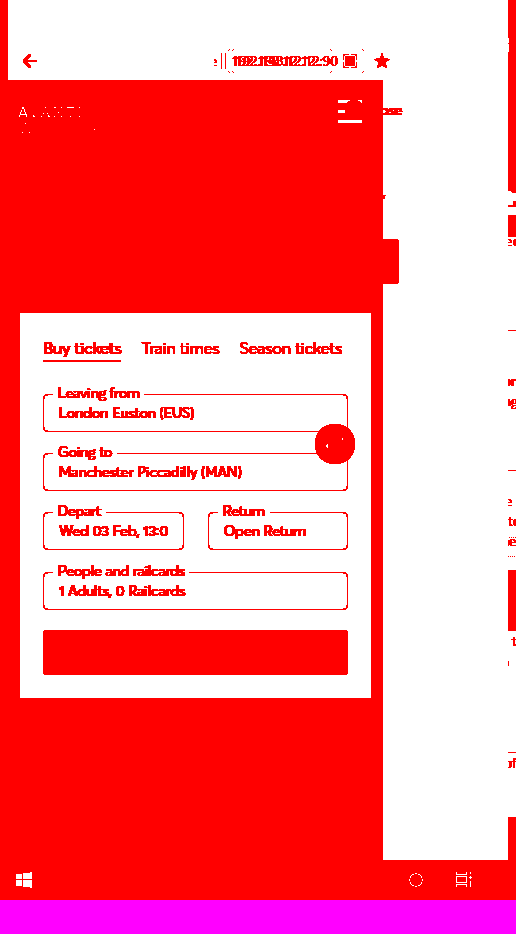 Buy tickets Train times Season tickets
Leaving from
London Euston (EUS)
Going to
Manchester Piccadilly (MAN)
Depart Return
Wed 03 Feb, 13:0 Open Return
People and railcards
1 Adults, 0 Railcards